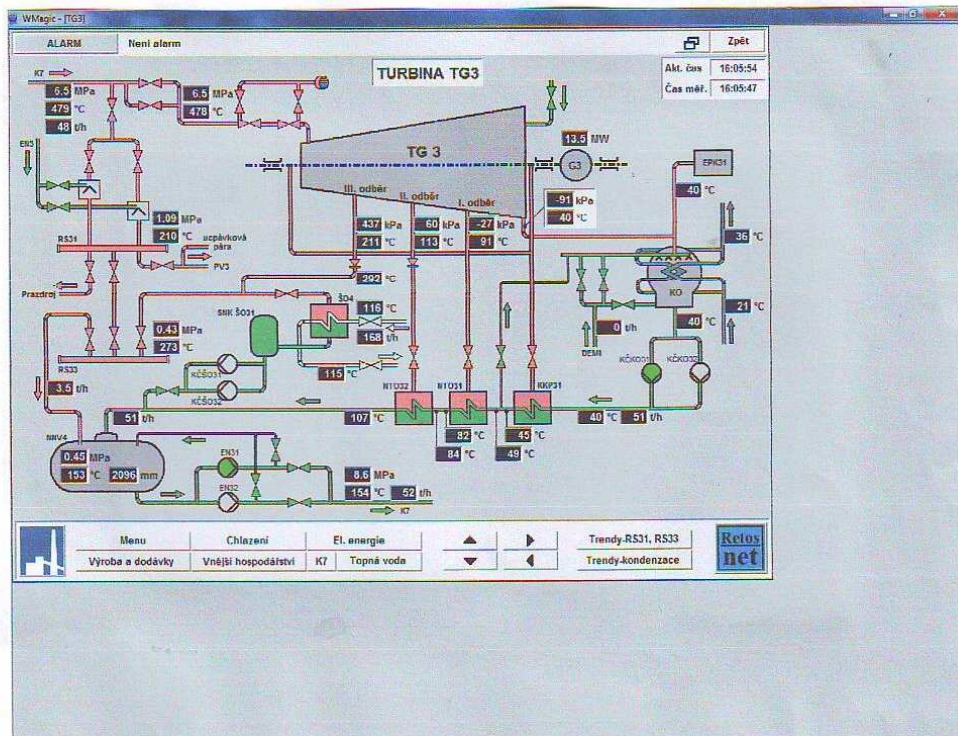 WMagic - [TG3]
ALARM
Není alarm
Zpět
TURBINA TG3
Akt. čas 16:05:54
Čas měř. 16:05:47
K7
6.5 MPa
479 °C
48 t/h
6.5 MPa
478 °C
TG 3
13.5 MW
G3
EPK31
III. odběr
II. odběr
I. odběr
437 kPa
211 °C
60 kPa
113 °C
-27 kPa
91 °C
-91 kPa
40 °C
40 °C
36 °C
1.09 MPa
210 °C
ucpávková
pára
RS31
PV3
Prazdroj
292 °C
ŠO4
116 °C
168 t/h
115 °C
SNK ŠO31
KČŠO31
KČŠO32
KO
21 °C
40 °C
0 t/h
DEMI
KČKO31
KČKO32
0.43 MPa
273 °C
RS33
3.5 t/h
NTO32
NTO31
KKP31
51 t/h
107 °C
82 °C
84 °C
45 °C
49 °C
40 °C
51 t/h
NNV4
0.45 MPa
153 °C
2096 mm
EN31
EN32
8.6 MPa
154 °C
52 t/h
K7
Menu
Chlazení
El. energie
Trendy-RS31, RS33
Výroba a dodávky
Vnější hospodářství
K7
Topná voda
Trendy-kondenzace
Retos
net